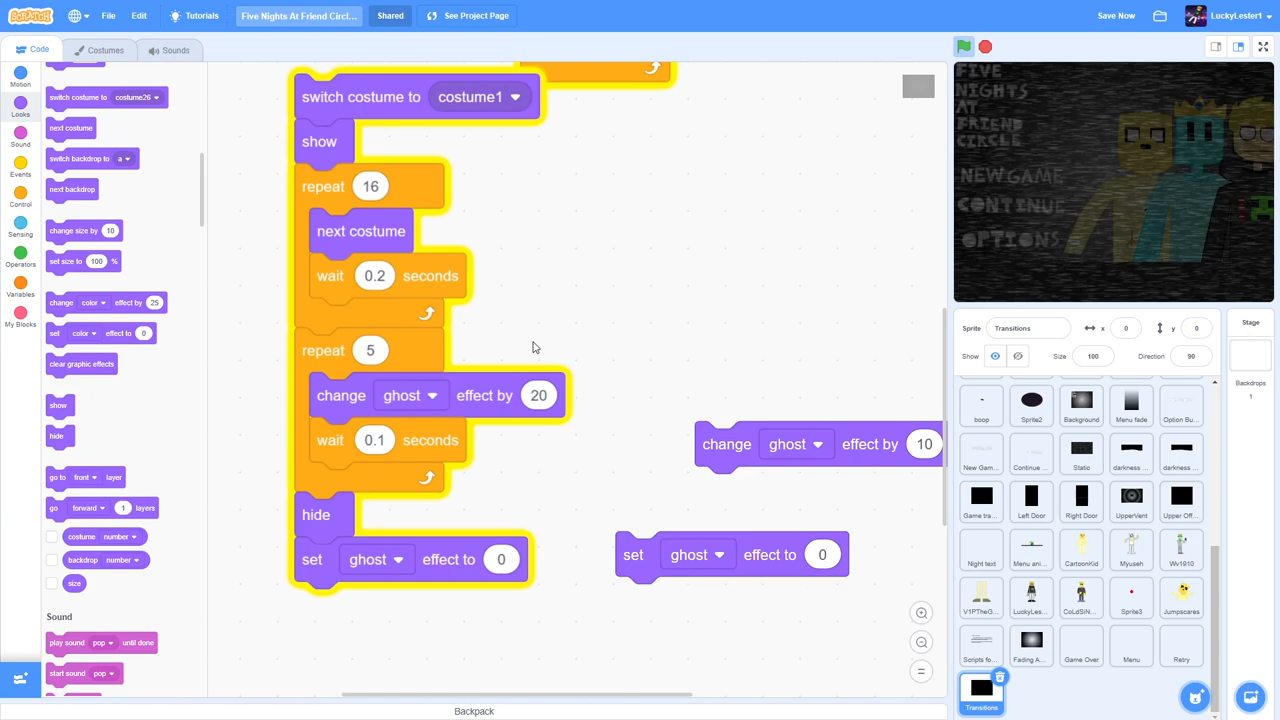 SCRATCH
File
Edit
Tutorials
Five Nights At Friend Circl...
Shared
See Project Page
Save Now
LuckyLester1
Code
Costumes
Sounds
Motion
Looks
Sound
Events
Control
Sensing
Operators
Variables
My Blocks
switch costume to costume26
next costume
switch backdrop to a
next backdrop
change size by 10
set size to 100 %
change color effect by 25
set color effect to 0
clear graphic effects
show
hide
go to front layer
go forward 1 layers
costume number
backdrop number
size
Sound
play sound pop until done
start sound pop
switch costume to costume1
show
repeat 16
next costume
wait 0.2 seconds
repeat 5
change ghost effect by 20
wait 0.1 seconds
hide
set ghost effect to 0
change ghost effect by 10
set ghost effect to 0
Backpack
FIVE
NIGHTS
AT
FRIEND
CIRCLE
NEW GAME
CONTINUE
OPTIONS
Sprite Transitions x 0 y 0
Show Size 100 Direction 90
Stage
Backdrops
1
boop Sprite2 Background Menu fade Option Bu...
New Gam... Continue ... Static darkness ... darkness ...
Game tra... Left Door Right Door UpperVent Upper Off...
Night text Menu ani... CartoonKid Myuseh Wv1910
V1PTheG... LuckyLes... CoLdSiN... Sprite3 Jumpscares
Scripts fo... Fading A... Game Over Menu Retry
Transitions